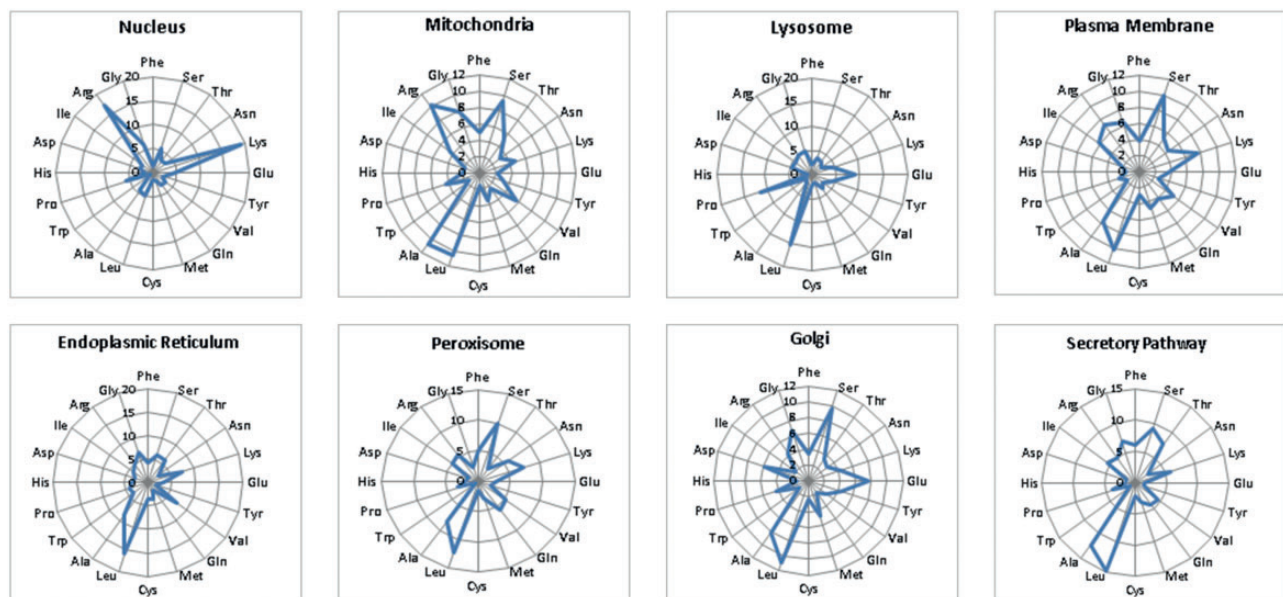 Nucleus
Phe
Gly 20 Ser
Arg Thr
15
Ile Asn
10
Asp Lys
5
His 0 Glu
Pro Tyr
Trp Val
Ala Gln
Leu Met
Cys
Mitochondria
Phe
Gly 12 Ser
Arg 10 Thr
Ile 8 Asn
6
Asp 4 Lys
2
His 0 Glu
Pro Tyr
Trp Val
Ala Gln
Leu Met
Cys
Lysosome
Phe
Gly 20 Ser
Arg Thr
15
Ile Asn
10
Asp Lys
5
His 0 Glu
Pro Tyr
Trp Val
Ala Gln
Leu Met
Cys
Plasma Membrane
Phe
Gly 12 Ser
Arg 10 Thr
Ile 8 Asn
6
Asp 4 Lys
2
His 0 Glu
Pro Tyr
Trp Val
Ala Gln
Leu Met
Cys
Endoplasmic Reticulum
Phe
Gly 20 Ser
Arg Thr
15
Ile Asn
10
Asp Lys
5
His 0 Glu
Pro Tyr
Trp Val
Ala Gln
Leu Met
Cys
Peroxisome
Phe
Gly 15 Ser
Arg Thr
Ile 10 Asn
Asp 5 Lys
His 0 Glu
Pro Tyr
Trp Val
Ala Gln
Leu Met
Cys
Golgi
Phe
Gly 12 Ser
Arg 10 Thr
Ile 8 Asn
6
Asp 4 Lys
2
His 0 Glu
Pro Tyr
Trp Val
Ala Gln
Leu Met
Cys
Secretory Pathway
Phe
Gly 15 Ser
Arg Thr
Ile 10 Asn
Asp 5 Lys
His 0 Glu
Pro Tyr
Trp Val
Ala Gln
Leu Met
Cys